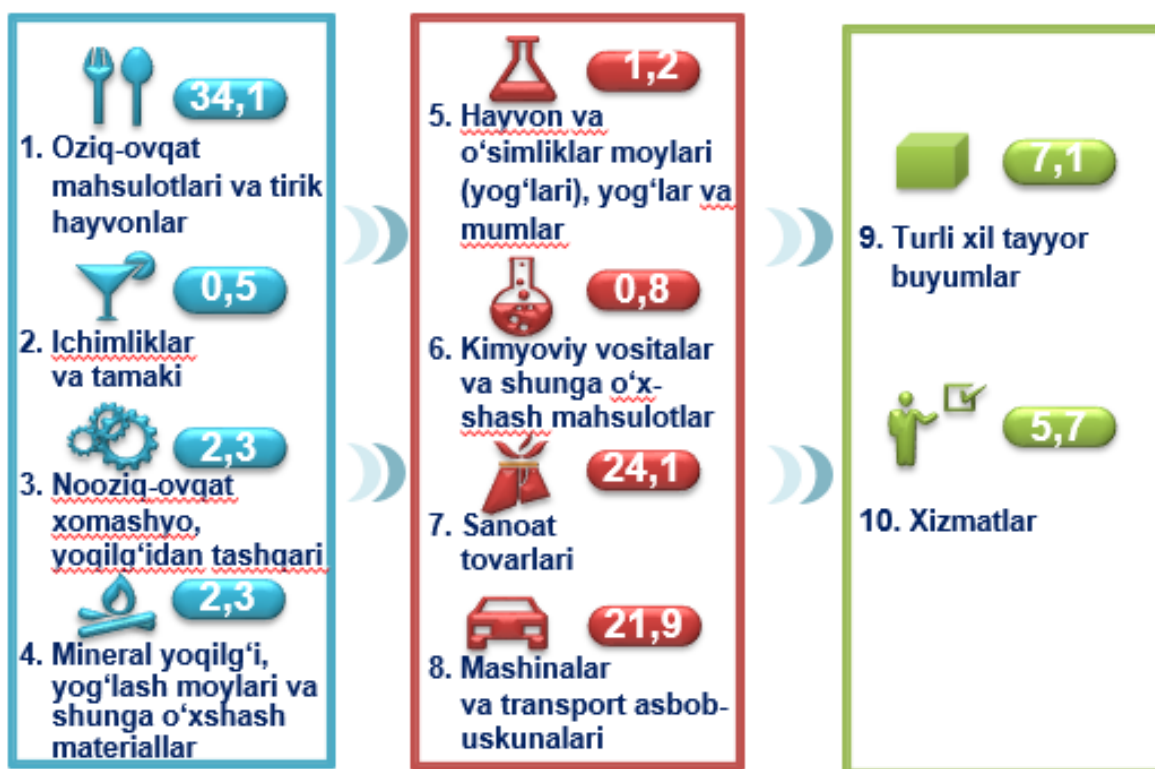 34,1
1. Oziq-ovqat
mahsulotlari va tirik
hayvonlar
0,5
2. Ichimliklar
va tamaki
2,3
3. Nooziq-ovqat
xomashyo,
yoqilg‘idan tashqari
2,3
4. Mineral yoqilg‘i,
yog‘lash moylari va
shunga o‘xshash
materiallar
1,2
5. Hayvon va
o‘simliklar moylari
(yog‘lari), yog‘lar va
mumlar
0,8
6. Kimyoviy vositalar
va shunga o‘x-
shash mahsulotlar
24,1
7. Sanoat
tovarlari
21,9
8. Mashinalar
va transport asbob-
uskunalari
7,1
9. Turli xil tayyor
buyumlar
5,7
10. Xizmatlar